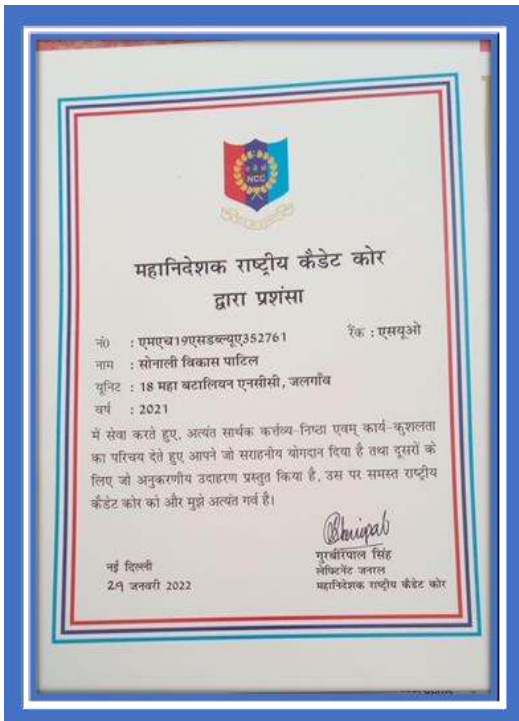 NCC
महानिदेशक राष्ट्रीय कैडेट कोर
द्वारा प्रशंसा
नं0 : एमएच19एसडब्ल्यूए352761 रैंक : एसयूओ
नाम : सोनाली विकास पाटिल
यूनिट : 18 महा बटालियन एनसीसी, जलगाँव
वर्ष : 2021
में सेवा करते हुए, अत्यंत सार्थक कर्त्तव्य-निष्ठा एवम् कार्य-कुशलता
का परिचय देते हुए आपने जो सराहनीय योगदान दिया है तथा दूसरों के
लिए जो अनुकरणीय उदाहरण प्रस्तुत किया है, उस पर समस्त राष्ट्रीय
कैडेट कोर को और मुझे अत्यंत गर्व है।
गुरबीरपाल सिंह
नई दिल्ली लेफ्टिनेंट जनरल
29 जनवरी 2022 महानिदेशक राष्ट्रीय कैडेट कोर